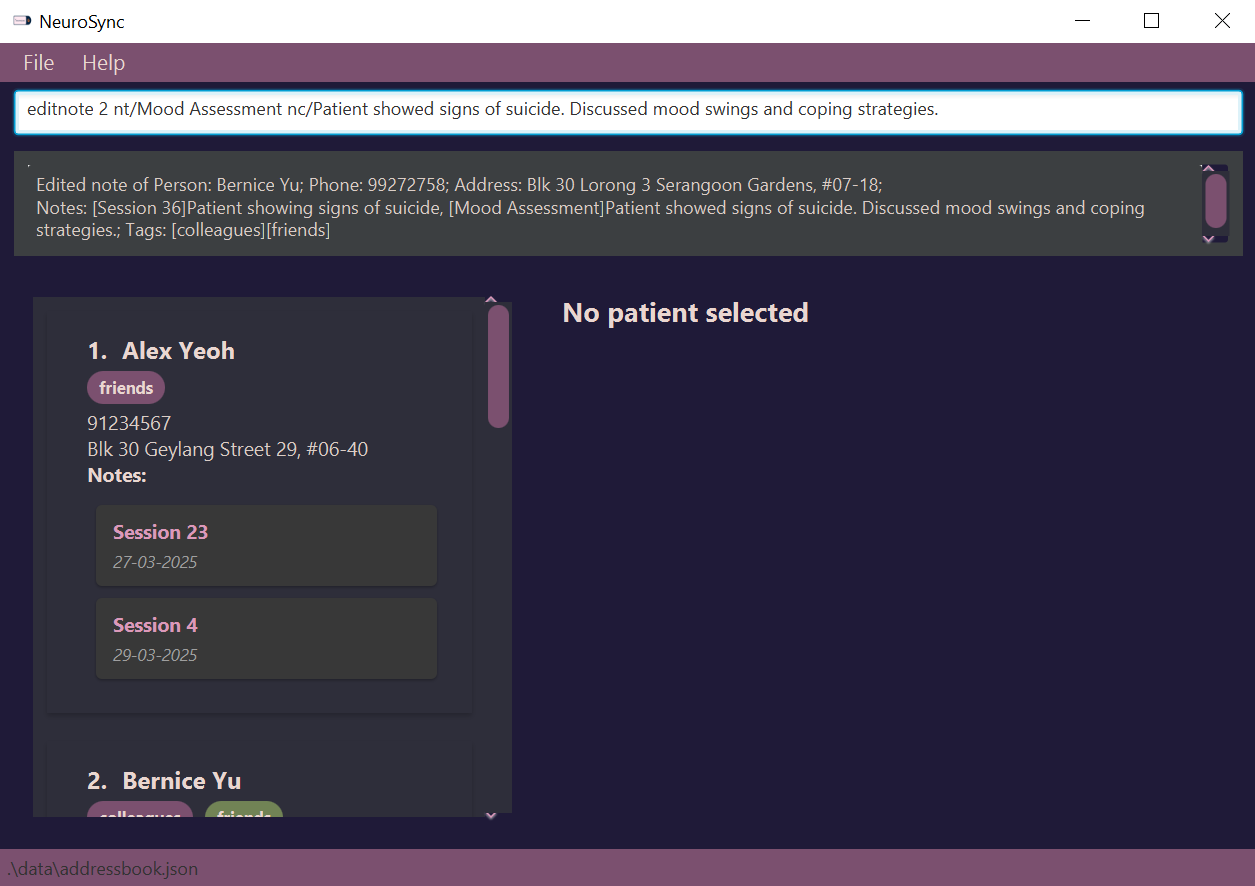 NeuroSync
File Help
editnote 2 nt/Mood Assessment nc/Patient showed signs of suicide. Discussed mood swings and coping strategies.
Edited note of Person: Bernice Yu; Phone: 99272758; Address: Blk 30 Lorong 3 Serangoon Gardens, #07-18;
Notes: [Session 36]Patient showing signs of suicide, [Mood Assessment]Patient showed signs of suicide. Discussed mood swings and coping
strategies.; Tags: [colleagues][friends]
1. Alex Yeoh
friends
91234567
Blk 30 Geylang Street 29, #06-40
Notes:
Session 23
27-03-2025
Session 4
29-03-2025
2. Bernice Yu
colleagues friends
No patient selected
.\data\addressbook.json